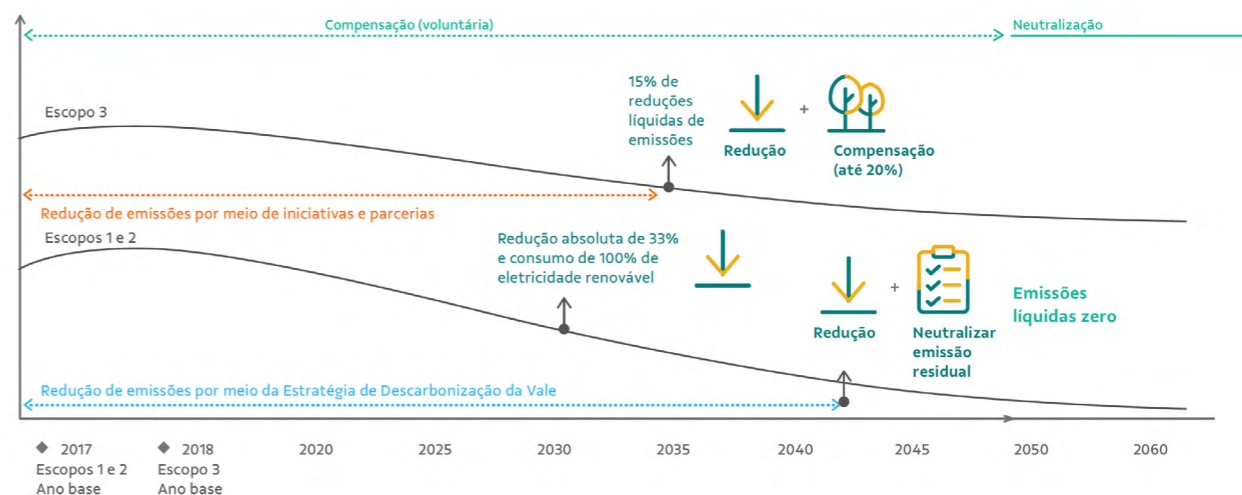 Compensação (voluntária)
Neutralização
Escopo 3
15% de
reduções
líquidas de
emissões
+
Redução
Compensação
(até 20%)
Redução de emissões por meio de iniciativas e parcerias
Escopos 1 e 2
Redução absoluta de 33%
e consumo de 100% de
eletricidade renovável
+
Redução
Neutralizar
emissão
residual
Emissões
líquidas zero
Redução de emissões por meio da Estratégia de Descarbonização da Vale
2017
Escopos 1 e 2
Ano base
2018
Escopo 3
Ano base
2020
2025
2030
2035
2040
2045
2050
2060